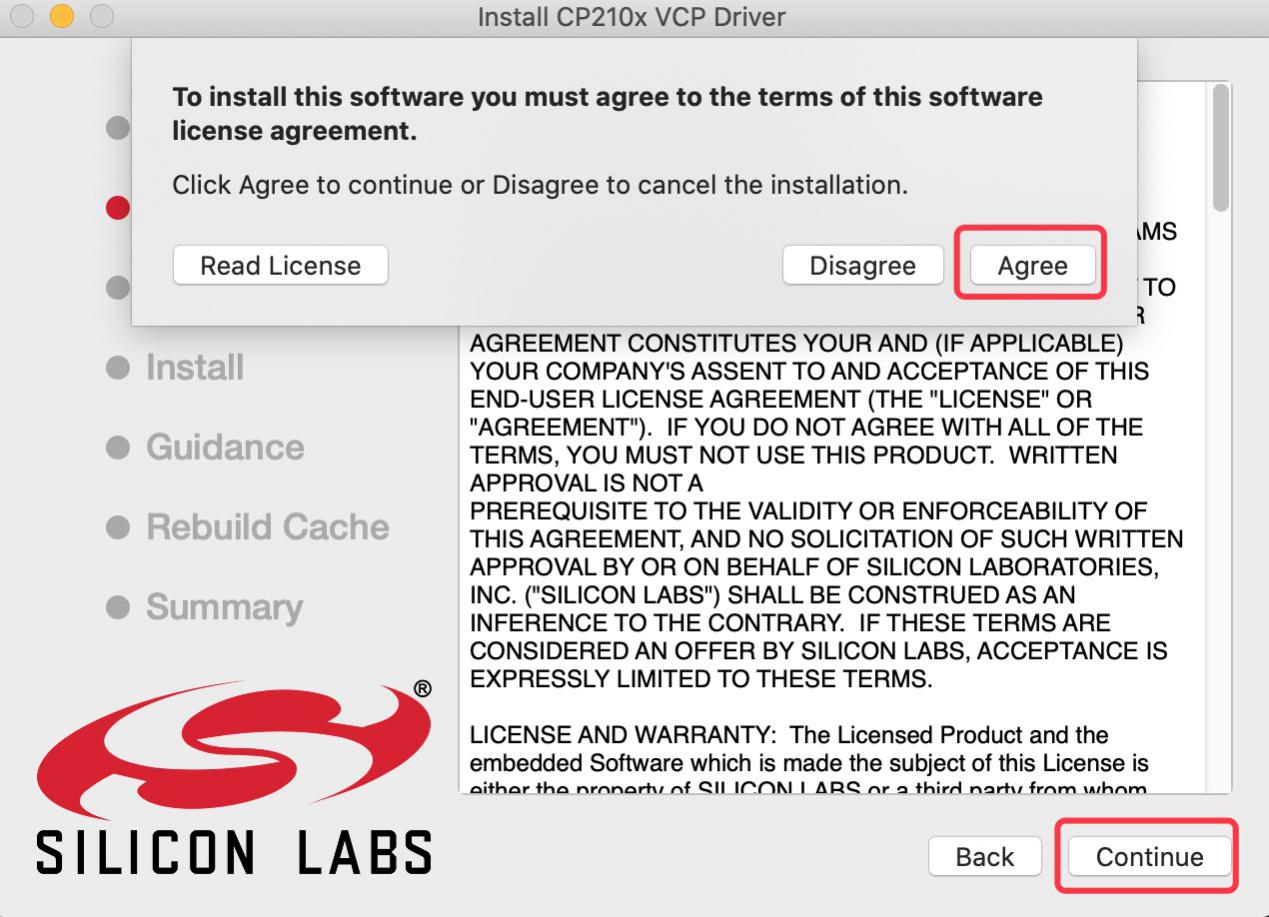 Install CP210x VCP Driver
To install this software you must agree to the terms of this software
license agreement.
Click Agree to continue or Disagree to cancel the installation.
Read License
Disagree
Agree
Install
Guidance
Rebuild Cache
Summary
TO
AGREEMENT CONSTITUTES YOUR AND (IF APPLICABLE)
YOUR COMPANY'S ASSENT TO AND ACCEPTANCE OF THIS
END-USER LICENSE AGREEMENT (THE "LICENSE" OR
"AGREEMENT").  IF YOU DO NOT AGREE WITH ALL OF THE
TERMS, YOU MUST NOT USE THIS PRODUCT.  WRITTEN
APPROVAL IS NOT A
PREREQUISITE TO THE VALIDITY OR ENFORCEABILITY OF
THIS AGREEMENT, AND NO SOLICITATION OF SUCH WRITTEN
APPROVAL BY OR ON BEHALF OF SILICON LABORATORIES,
INC. ("SILICON LABS") SHALL BE CONSTRUED AS AN
INFERENCE TO THE CONTRARY.  IF THESE TERMS ARE
CONSIDERED AN OFFER BY SILICON LABS, ACCEPTANCE IS
EXPRESSLY LIMITED TO THESE TERMS.
LICENSE AND WARRANTY:  The Licensed Product and the
embedded Software which is made the subject of this License is
either the property of SILICON LABS or a third party from whom
®
SILICON LABS
Back
Continue